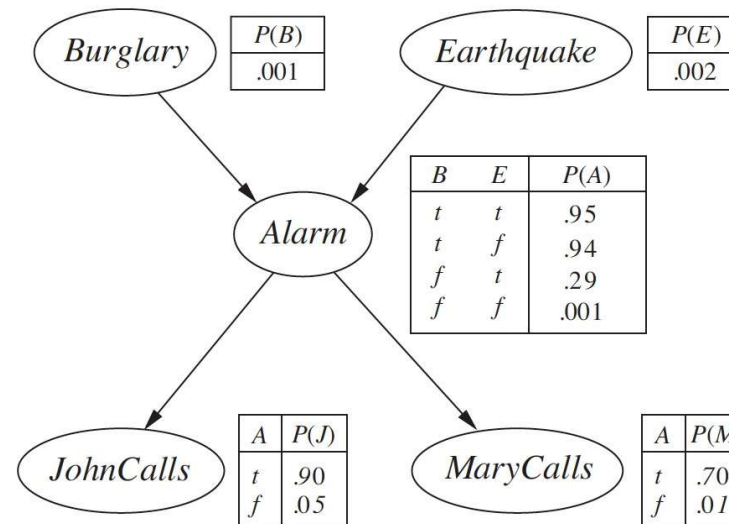 Burglary
P(B)
.001
Earthquake
P(E)
.002
B E P(A)
t t .95
t f .94
f t .29
f f .001
Alarm
JohnCalls
A P(J)
t .90
f .05
MaryCalls
A P(M
t .70
f .01